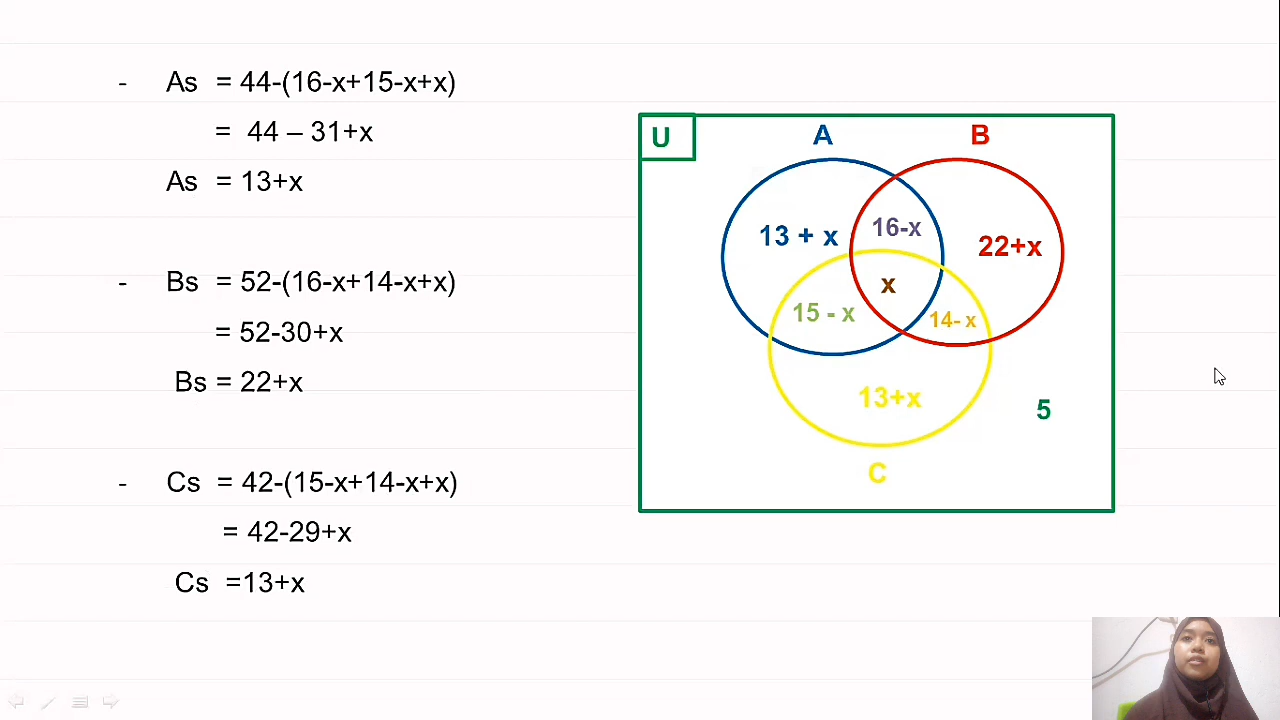 - As = 44-(16-x+15-x+x)
= 44 – 31+x
As = 13+x
- Bs = 52-(16-x+14-x+x)
= 52-30+x
Bs = 22+x
- Cs = 42-(15-x+14-x+x)
= 42-29+x
Cs =13+x
U
A
B
13 + x
16-x
22+x
x
15 - x
14- x
13+x
5
C